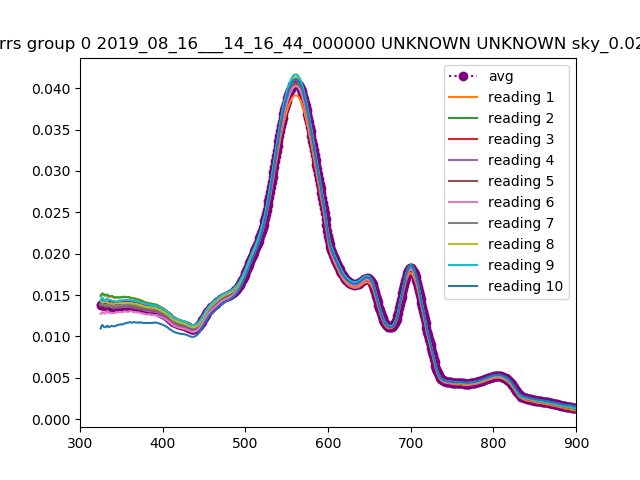 rrs group 0 2019_08_16___14_16_44_000000 UNKNOWN UNKNOWN sky_0.02
avg
reading 1
reading 2
reading 3
reading 4
reading 5
reading 6
reading 7
reading 8
reading 9
reading 10
0.040
0.035
0.030
0.025
0.020
0.015
0.010
0.005
0.000
300 400 500 600 700 800 900